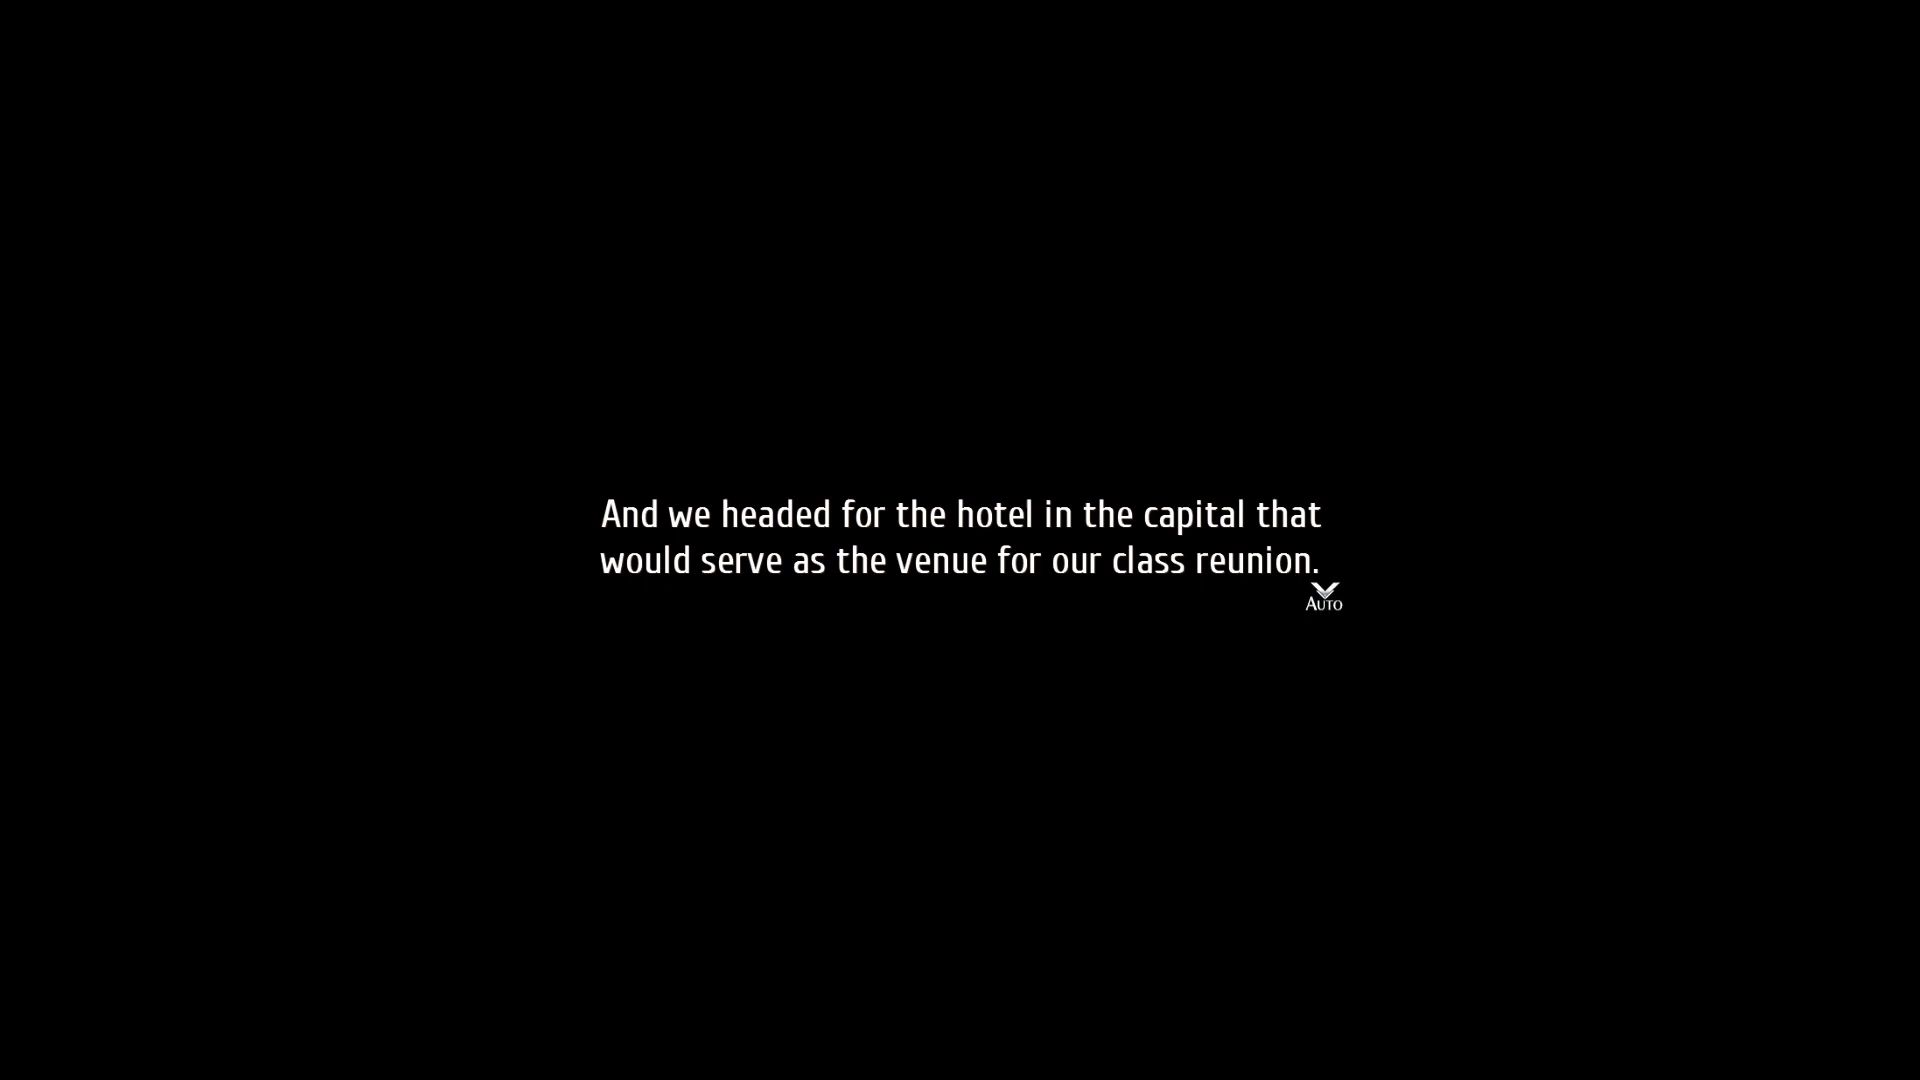 And we headed for the hotel in the capital that
would serve as the venue for our class reunion.
AUTO